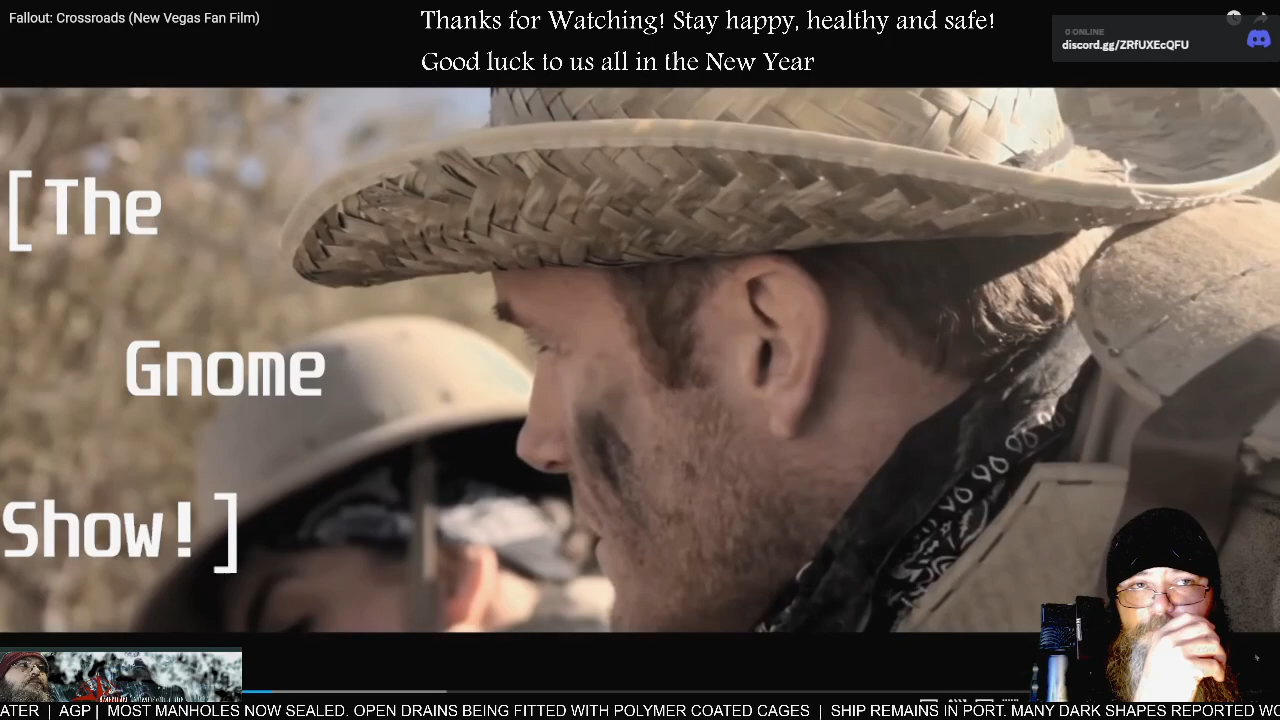 Fallout: Crossroads (New Vegas Fan Film)
Thanks for Watching! Stay happy, healthy and safe!
Good luck to us all in the New Year
0 ONLINE
discord.gg/ZRfUXEcQFU
[The
Gnome
Show! ]
ATER | AGP | MOST MANHOLES NOW SEALED. OPEN DRAINS BEING FITTED WITH POLYMER COATED CAGES | SHIP REMAINS IN PORT. MANY DARK SHAPES REPORTED WO